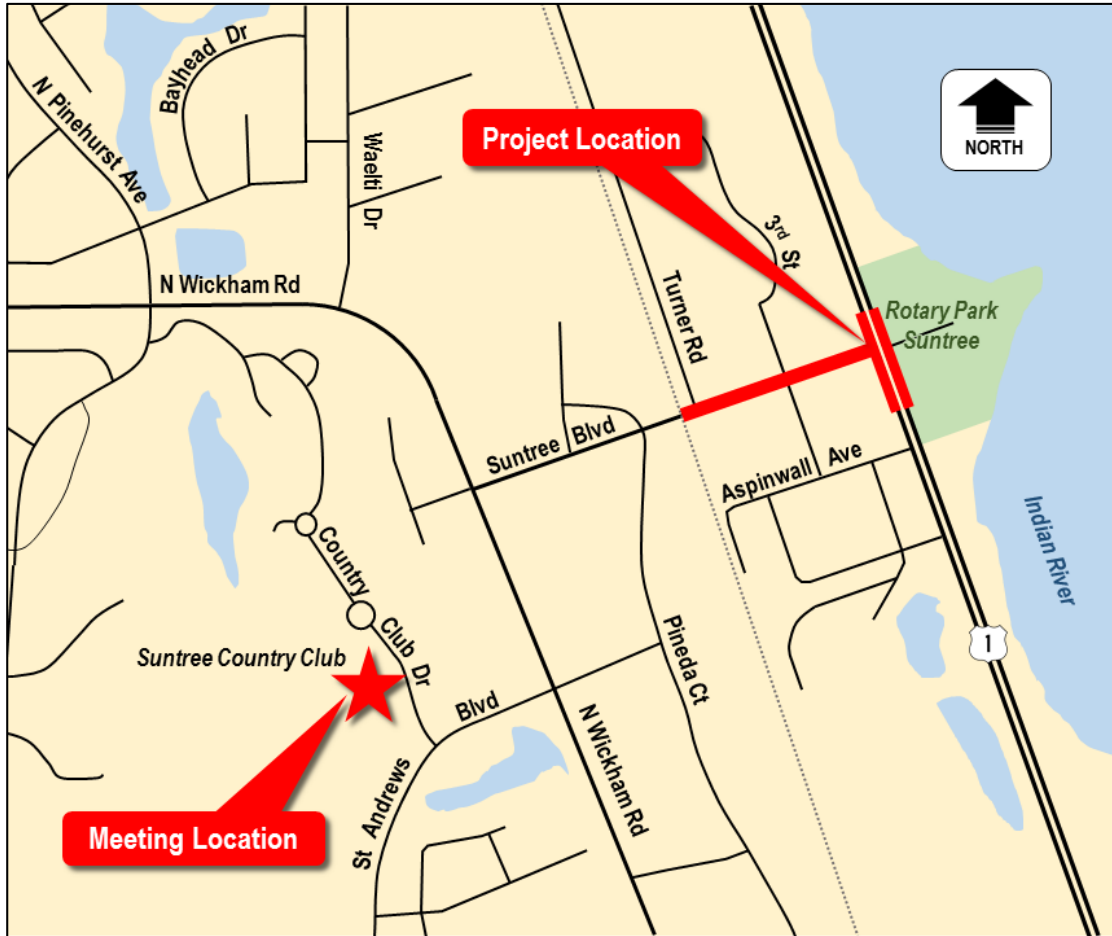 Bayhead Dr
N Pinehurst Ave
Waelti Dr
Project Location
NORTH
3rd St
N Wickham Rd
Turner Rd
Rotary Park
Suntree
Suntree Blvd
Aspinwall Ave
Indian River
Country Club Dr
Suntree Country Club
Pineda Ct
1
Blvd
N Wickham Rd
St Andrews
Meeting Location